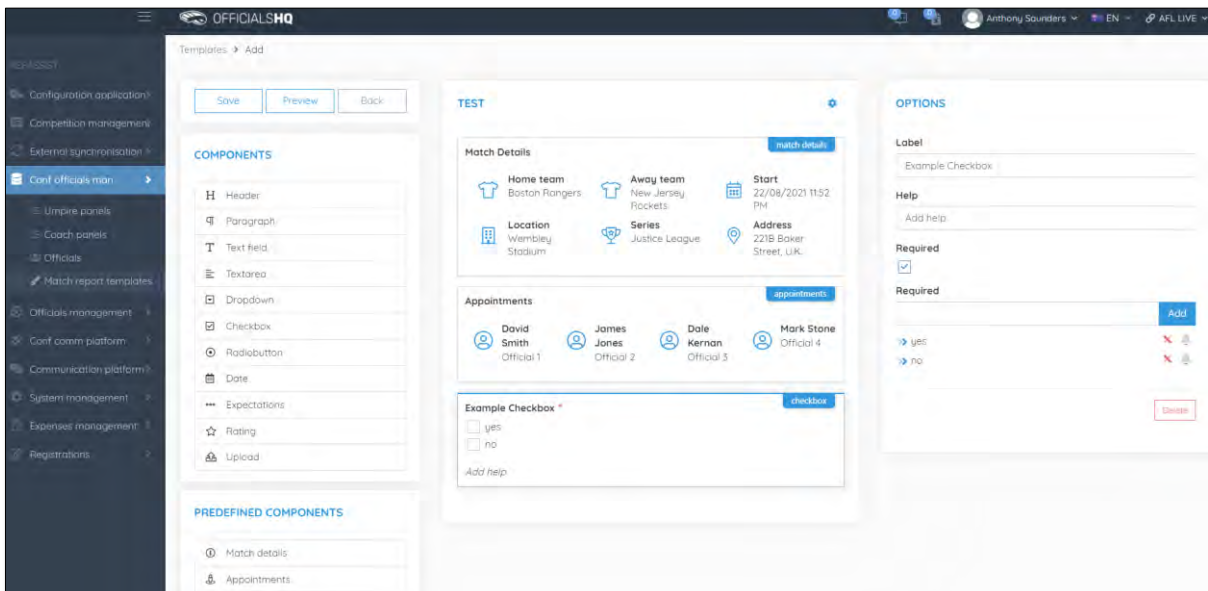 OFFICIALSHQ
Anthony Saunders
EN
AFL LIVE
Templates > Add
REFASSIST
Configuration application
Competition management
External synchronisation
Conf officials man
Umpire panels
Coach panels
Officials
Match report templates
Officials management
Conf comm platform
Communication platform
System management
Expenses management
Registrations
Save
Preview
Back
COMPONENTS
Header
Paragraph
Text field
Textarea
Dropdown
Checkbox
Radiobutton
Date
Expectations
Rating
Upload
PREDEFINED COMPONENTS
Match details
Appointments
TEST
match details
Match Details
Home team
Boston Rangers
Away team
New Jersey
Rockets
Start
22/08/2021 11:52
PM
Location
Wembley
Stadium
Series
Justice League
Address
221B Baker
Street, U.K.
appointments
Appointments
David
Smith
Official 1
James
Jones
Official 2
Dale
Kernan
Official 3
Mark Stone
Official 4
checkbox
Example Checkbox *
yes
no
Add help
OPTIONS
Label
Example Checkbox
Help
Add help
Required
Required
Add
yes
no
Delete